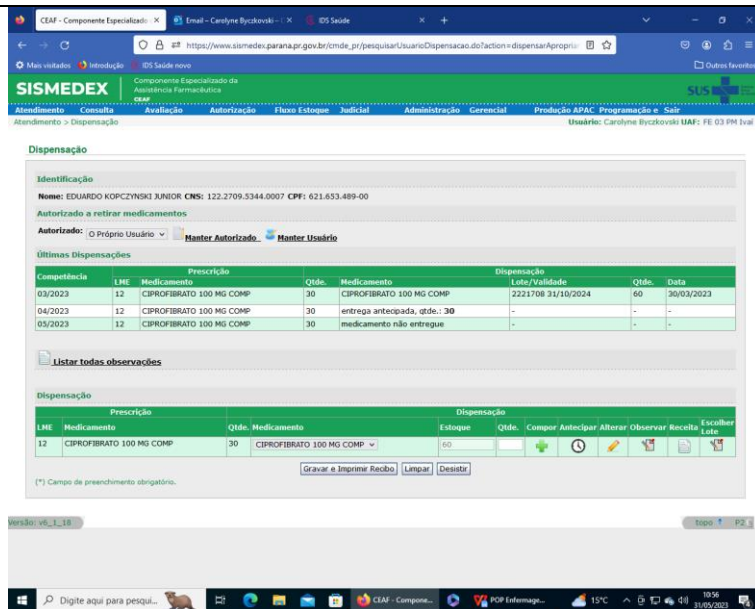 CEAF - Componente Especializado
Email – Carolyne Byczkovski –
IDS Saúde
https://www.sismedex.parana.pr.gov.br/cmde_pr/pesquisarUsuarioDispensacao.do?action=dispensarApropria
Mais visitados Introdução IDS Saúde novo
Outros favoritos
SISMEDEX
Componente Especializado da
Assistência Farmacêutica
CEAF
SUS
Atendimento Consulta Avaliação Autorização Fluxo Estoque Judicial Administração Gerencial Produção APAC Programação e Sair
Atendimento > Dispensação
Usuário: Carolyne Byczkovski UAF: FE 03 PM Ivaí
Dispensação
Identificação
Nome: EDUARDO KOPCZYNSKI JUNIOR CNS: 122.2709.5344.0007 CPF: 621.653.489-00
Autorizado a retirar medicamentos
Autorizado: O Próprio Usuário Manter Autorizado Manter Usuário
Últimas Dispensações
Competência Prescrição Dispensação
LME Medicamento Qtde. Medicamento Lote/Validade Qtde. Data
03/2023 12 CIPROFIBRATO 100 MG COMP 30 CIPROFIBRATO 100 MG COMP 2221708 31/10/2024 60 30/03/2023
04/2023 12 CIPROFIBRATO 100 MG COMP 30 entrega antecipada, qtde.: 30 - - -
05/2023 12 CIPROFIBRATO 100 MG COMP 30 medicamento não entregue - - -
Listar todas observações
Dispensação
Prescrição Dispensação
LME Medicamento Qtde. Medicamento Estoque Qtde. Compor Antecipar Alterar Observar Receita Escolher Lote
12 CIPROFIBRATO 100 MG COMP 30 CIPROFIBRATO 100 MG COMP 60
Gravar e Imprimir Recibo Limpar Desistir
(*) Campo de preenchimento obrigatório.
Versão: v6_1_18
topo P2
Digite aqui para pesqui...
CEAF - Compone...
POP Enfermage...
15°C
10:56
31/05/2023